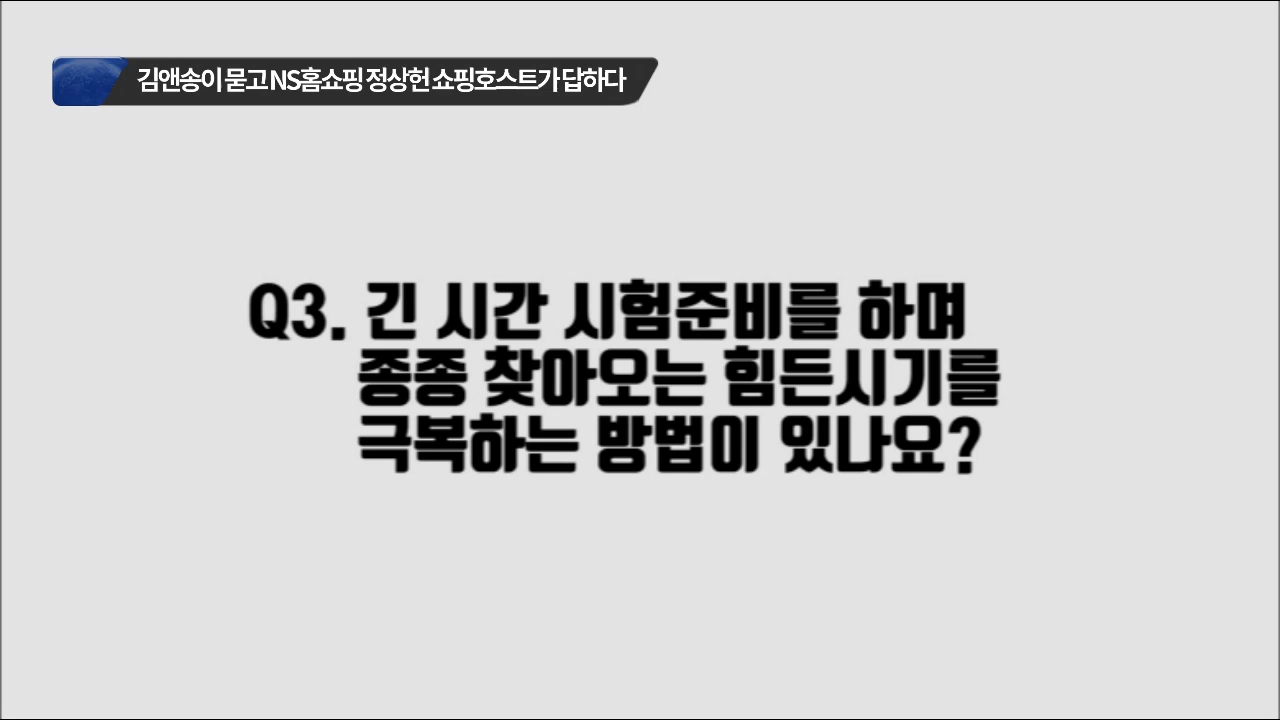 김앤송이 묻고 NS홈쇼핑 정상헌 쇼핑호스트가 답하다
Q3. 긴 시간 시험준비를 하며
종종 찾아오는 힘든시기를
극복하는 방법이 있나요?